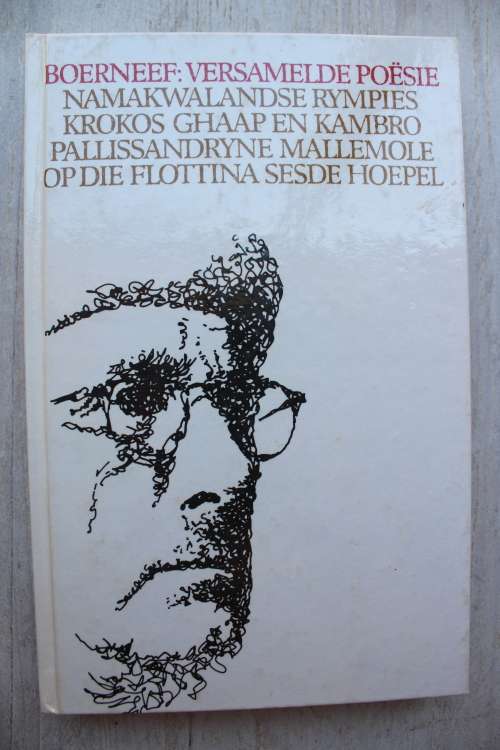 BOERNEEF: VERSAMELDE POËSIE
NAMAKWALANDSE RYMPIES
KROKOS GHAAP EN KAMBRO
PALLISSANDRYNE MALLEMOLE
OP DIE FLOTTINA SESDE HOEPEL